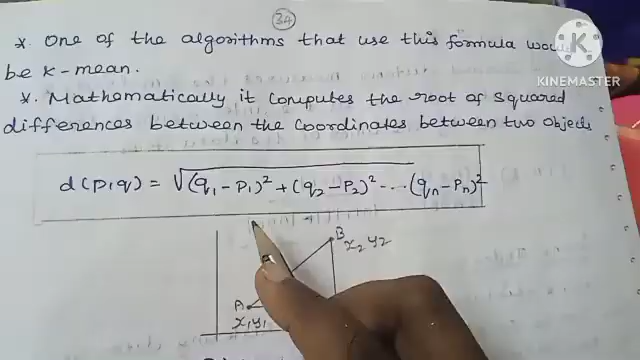 34
* One of the algorithms that use this formula would
be K-mean.
* Mathematically it computes the root of squared
differences between the coordinates between two objects
d(p,q) = √(q₁ - p₁)² + (q₂ - p₂)² ... (qₙ - pₙ)²
B
x₂ y₂
A
x₁ y₁
KINEMASTER